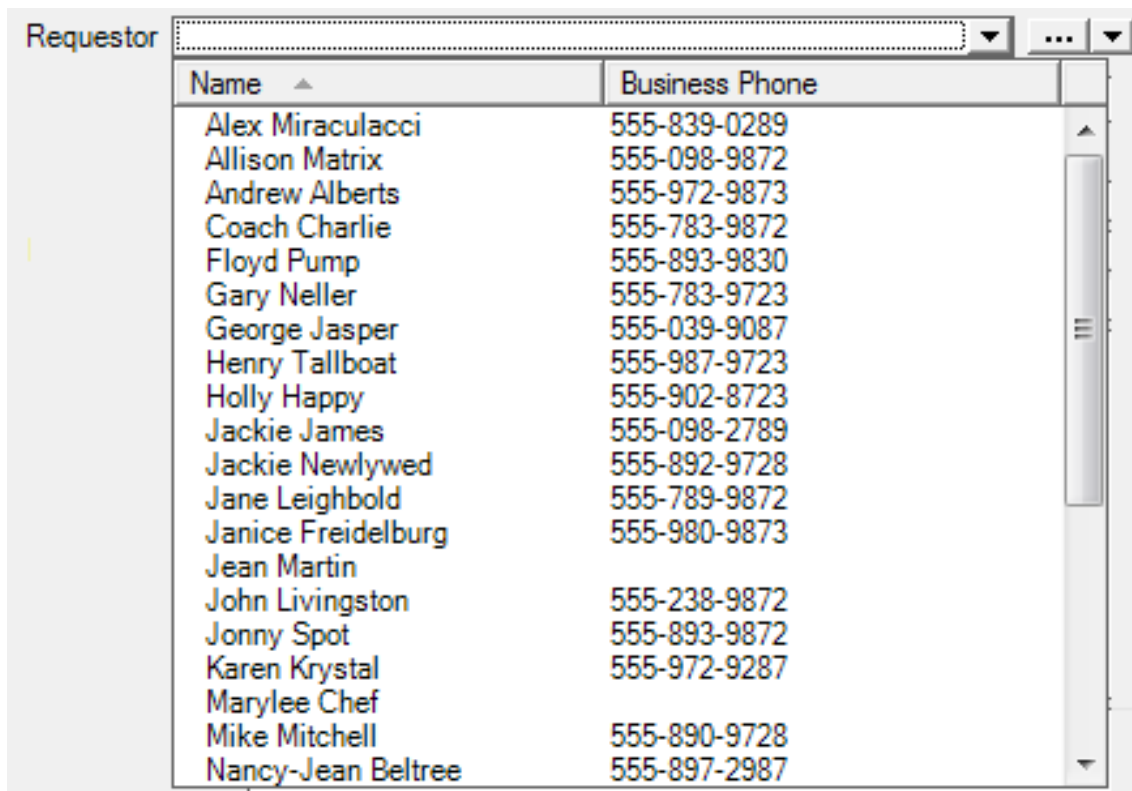 Requestor
...
Name Business Phone
Alex Miraculacci 555-839-0289
Allison Matrix 555-098-9872
Andrew Alberts 555-972-9873
Coach Charlie 555-783-9872
Floyd Pump 555-893-9830
Gary Neller 555-783-9723
George Jasper 555-039-9087
Henry Tallboat 555-987-9723
Holly Happy 555-902-8723
Jackie James 555-098-2789
Jackie Newlywed 555-892-9728
Jane Leighbold 555-789-9872
Janice Freidelburg 555-980-9873
Jean Martin
John Livingston 555-238-9872
Jonny Spot 555-893-9872
Karen Krystal 555-972-9287
Marylee Chef
Mike Mitchell 555-890-9728
Nancy-Jean Beltree 555-897-2987